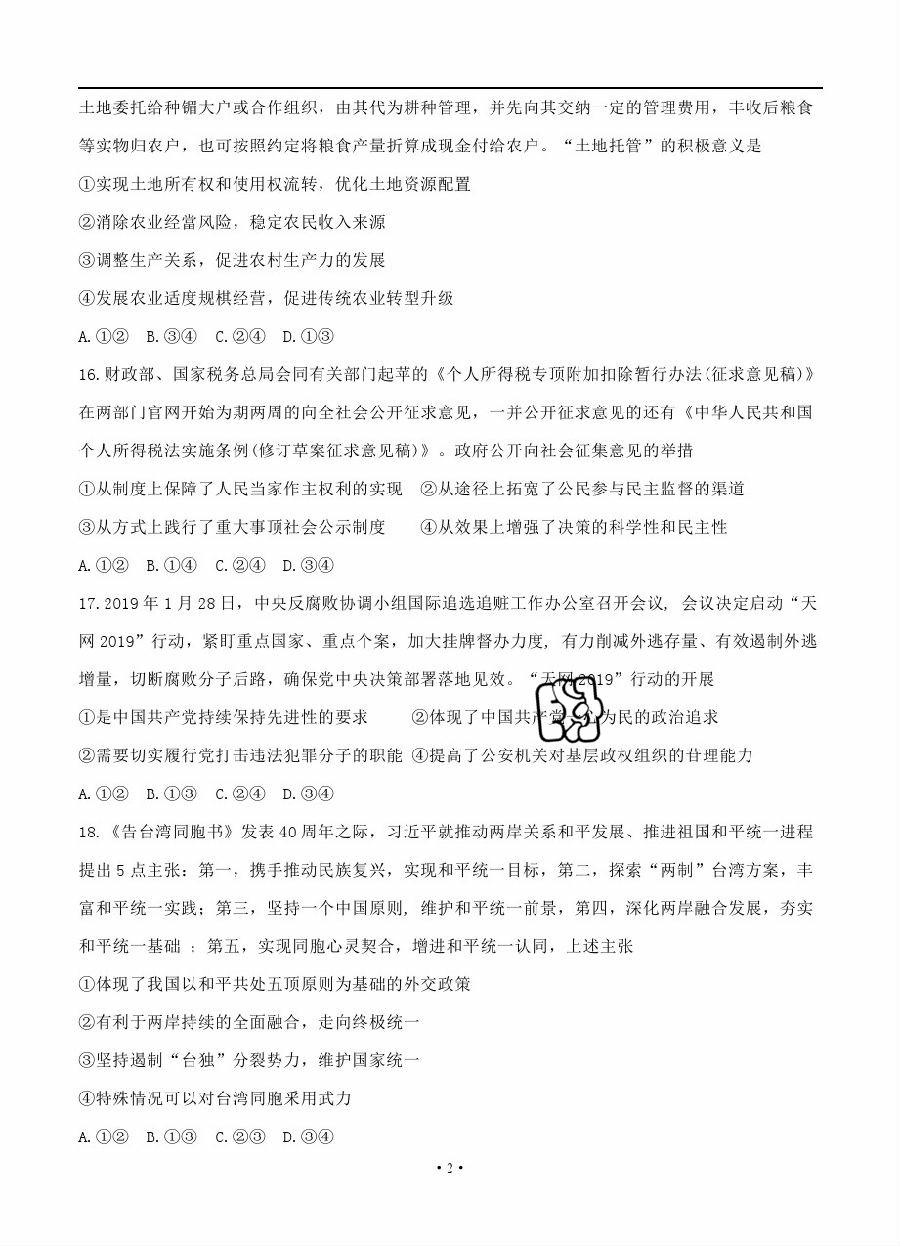 土地委托给种镅大户或合作组织，由其代为耕种管理，并先向其交纳一定的管理费用，丰收后粮食
等实物归农户，也可按照约定将粮食产量折算成现金付给农户。“土地托管”的积极意义是
①实现土地所有权和使用权流转，优化土地资源配置
②消除农业经营风险，稳定农民收入来源
③调整生产关系，促进农村生产力的发展
④发展农业适度规棋经营，促进传统农业转型升级
A.①② B.③④ C.②④ D.①③
16.财政部、国家税务总局会同有关部门起苹的《个人所得税专项附加扣除暂行办法(征求意见稿)》
在两部门官网开始为期两周的向全社会公开征求意见，一并公开征求意见的还有《中华人民共和国
个人所得税法实施条例(修订草案征求意见稿)》。政府公开向社会征集意见的举措
①从制度上保障了人民当家作主权利的实现 ②从途径上拓宽了公民参与民主监督的渠道
③从方式上践行了重大事顶社会公示制度 ④从效果上增强了决策的科学性和民主性
A.①② B.①④ C.②④ D.③④
17.2019年1月28日，中央反腐败协调小组国际追选追赃工作办公室召开会议，会议决定启动“天
网2019”行动，紧盯重点国家、重点个案，加大挂牌督办力度，有力削减外逃存量、有效遏制外逃
增量，切断腐败分子后路，确保党中央决策部署落地见效。“天网2019”行动的开展
①是中国共产党持续保持先进性的要求 ②体现了中国共产党 为民的政治追求
②需要切实履行党打击违法犯罪分子的职能 ④提高了公安机关对基层政权组织的管理能力
A.①② B.①③ C.②④ D.③④
18.《告台湾同胞书》发表40周年之际，习近平就推动两岸关系和平发展、推进祖国和平统一进程
提出5点主张：第一，携手推动民族复兴，实现和平统一目标，第二，探索“两制”台湾方案，丰
富和平统一实践；第三，坚持一个中国原则，维护和平统一前景，第四，深化两岸融合发展，夯实
和平统一基础 ；第五，实现同胞心灵契合，增进和平统一认同，上述主张
①体现了我国以和平共处五顶原则为基础的外交政策
②有利于两岸持续的全面融合，走向终极统一
③坚持遏制“台独”分裂势力，维护国家统一
④特殊情况可以对台湾同胞釆用武力
A.①② B.①③ C.②③ D.③④
·2·